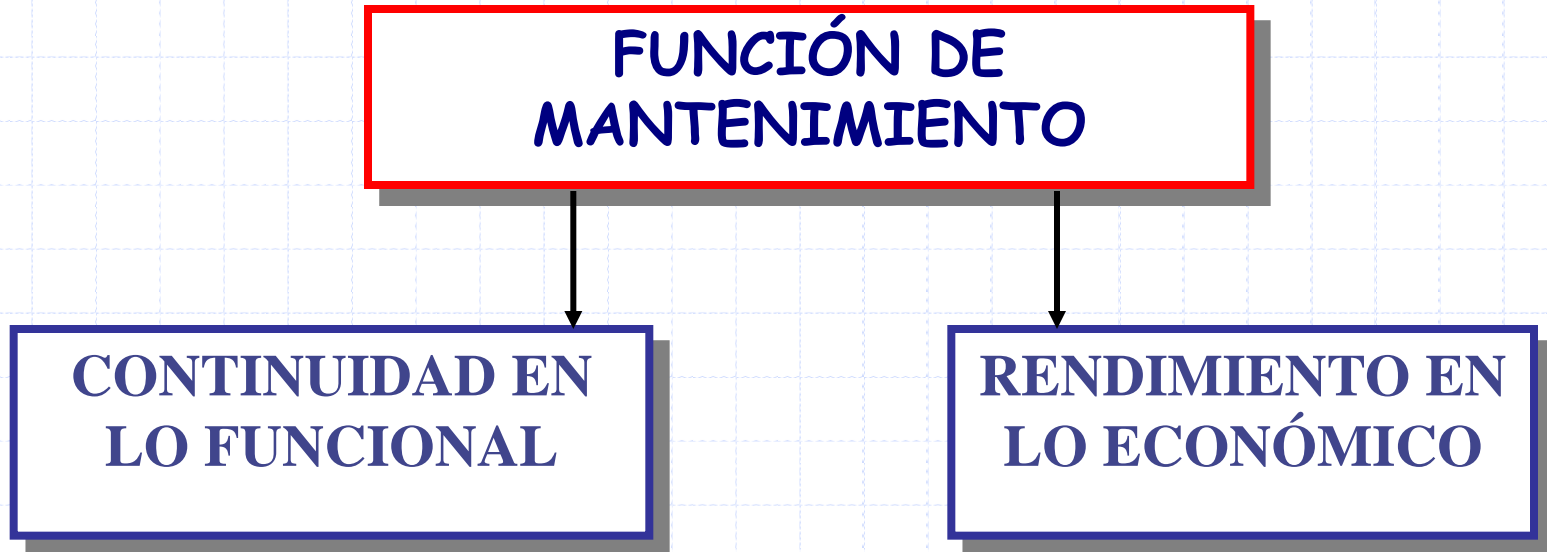 FUNCIÓN DE
MANTENIMIENTO
CONTINUIDAD EN
LO FUNCIONAL
RENDIMIENTO EN
LO ECONÓMICO